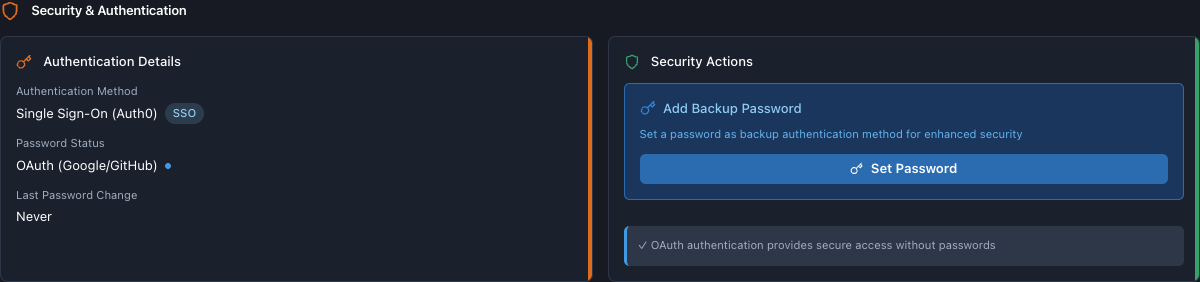 Security & Authentication
Authentication Details
Authentication Method
Single Sign-On (Auth0) SSO
Password Status
OAuth (Google/GitHub)
Last Password Change
Never
Security Actions
Add Backup Password
Set a password as backup authentication method for enhanced security
Set Password
✓ OAuth authentication provides secure access without passwords